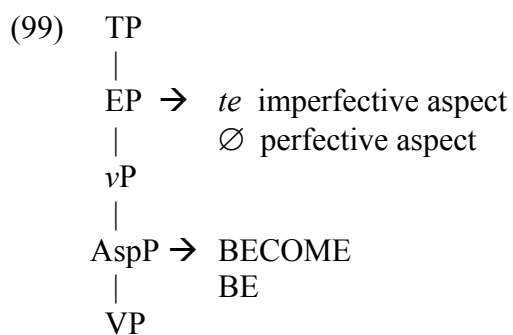 (99) TP
|
EP → te imperfective aspect
| ∅ perfective aspect
vP
|
AspP → BECOME
| BE
VP